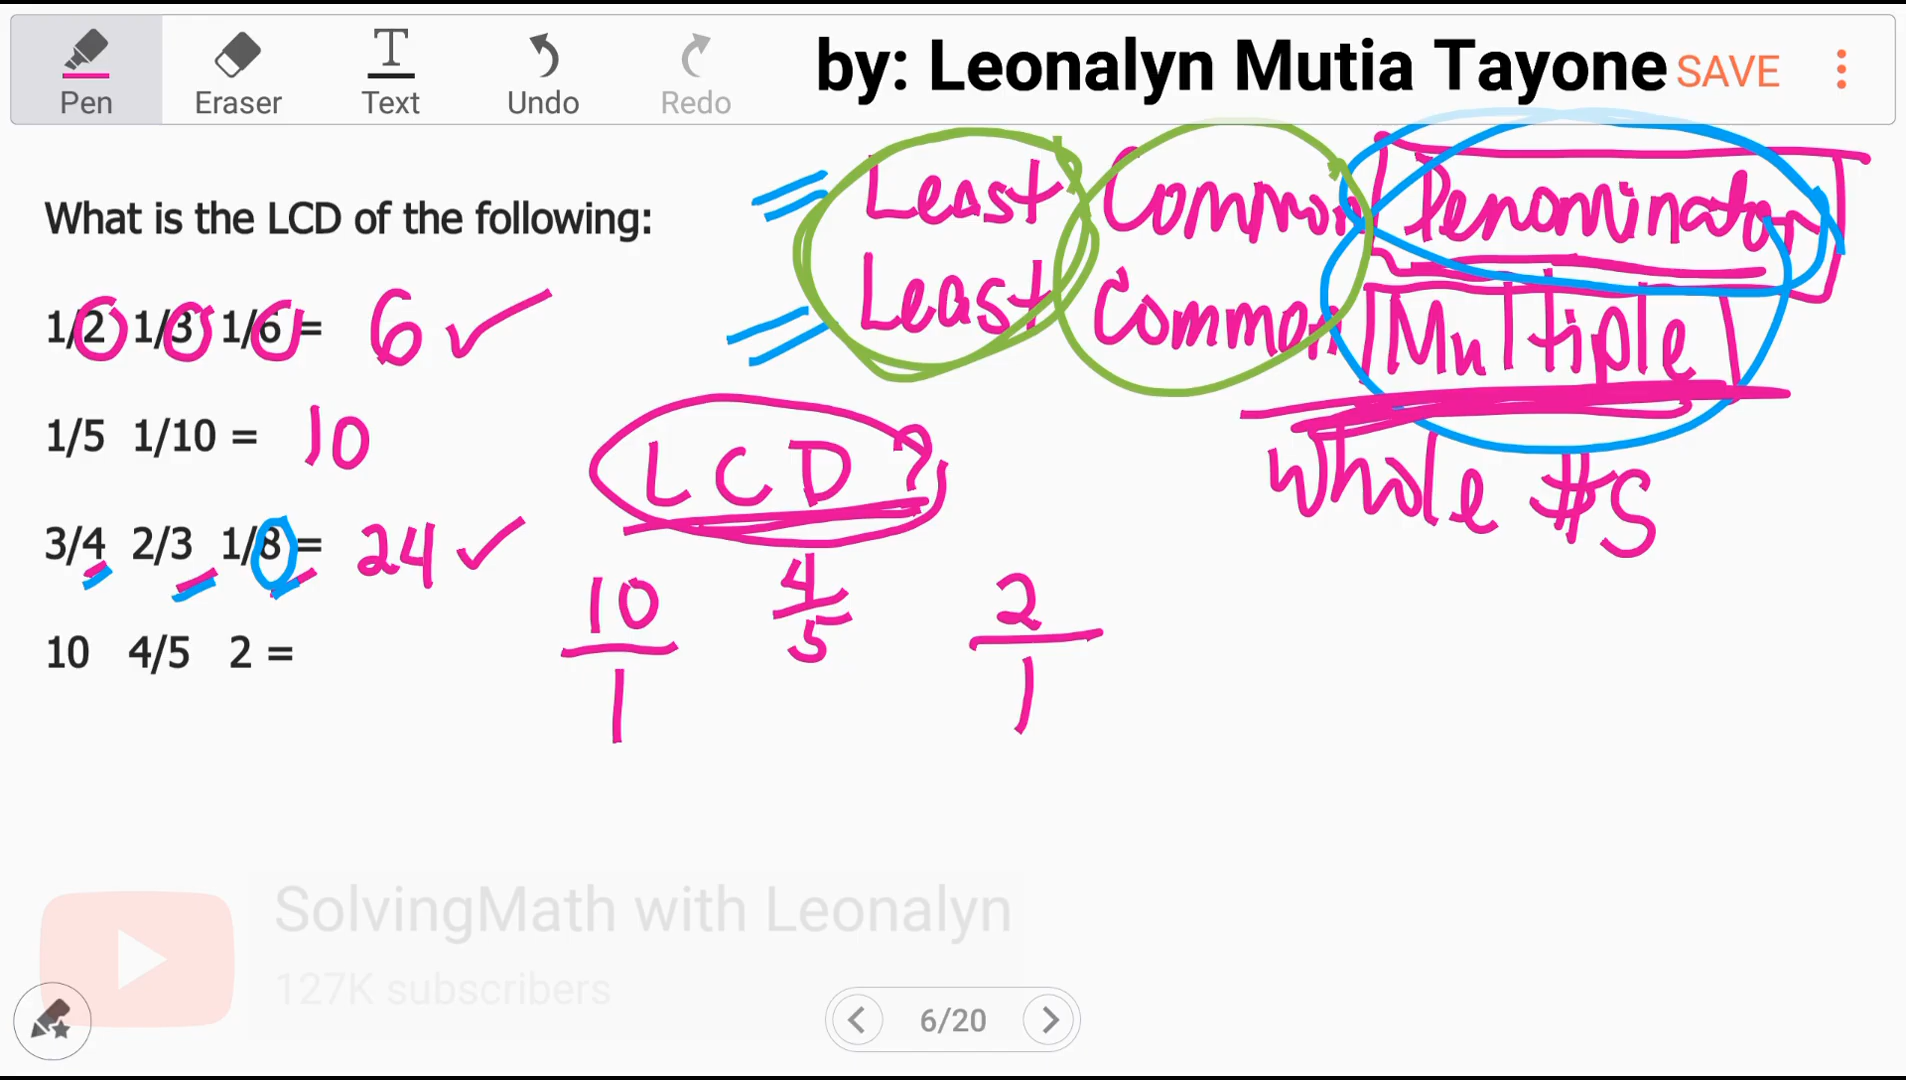 Pen Eraser Text Undo Redo by: Leonalyn Mutia Tayone SAVE
Least Common Denominator
What is the LCD of the following:
Least Common Multiple
1/2 1/3 1/6 = 6
1/5 1/10 = 10
LCD?
Whole #s
3/4 2/3 1/8 = 24
10/1 4/5 2/1
10 4/5 2 =
SolvingMath with Leonalyn
127K subscribers
6/20